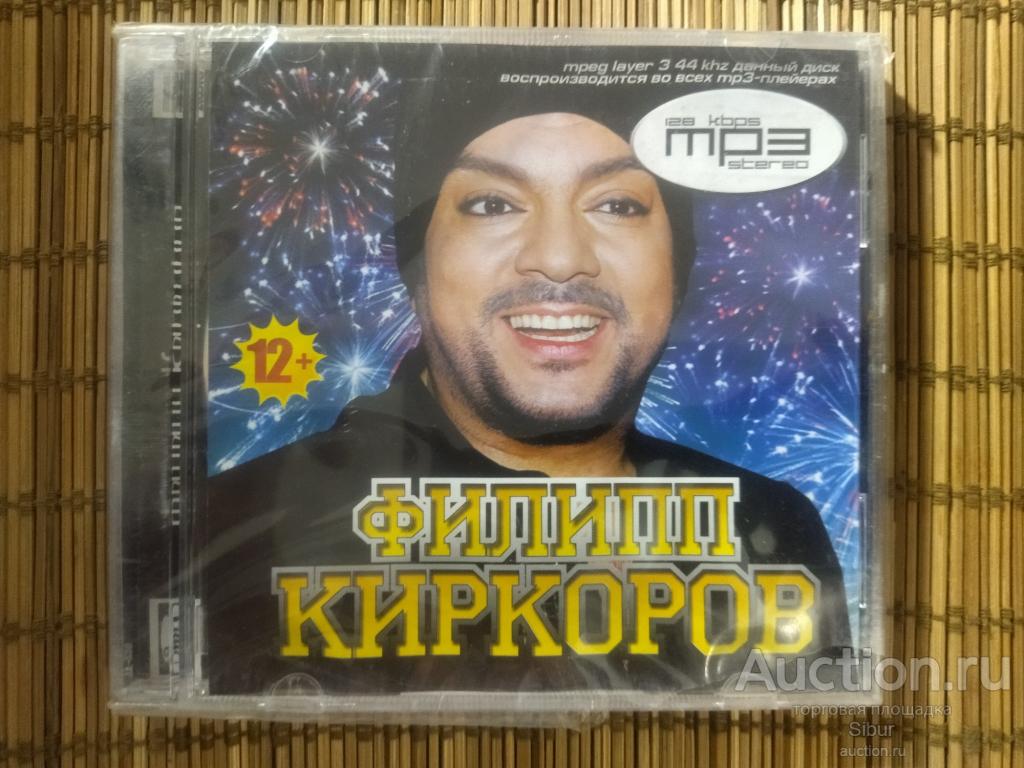 mpeg layer 3 44 khz данный диск
воспроизводится во всех mp3-плейерах
128 kbps
mp3
stereo
12+
ФИЛИПП
КИРКОРОВ
Auction.ru
торговая площадка
Sibur
auction.ru